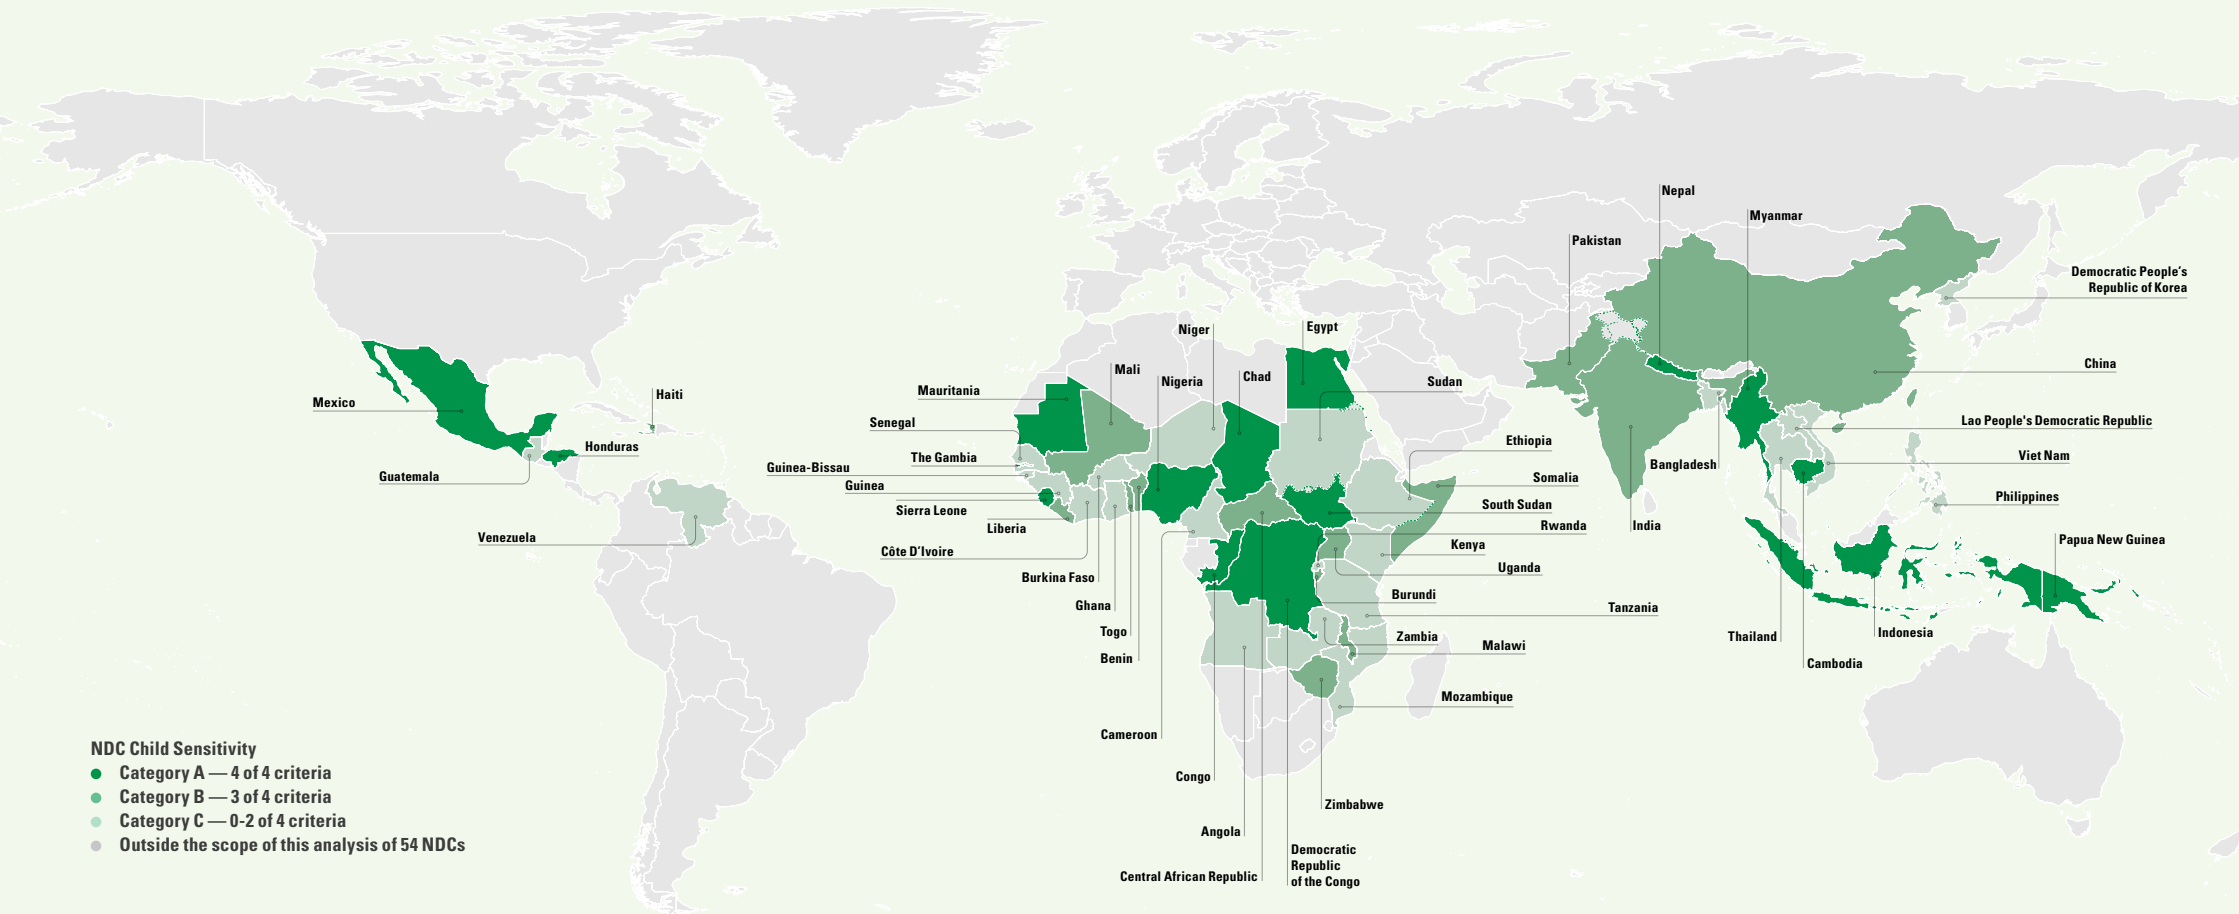 Nepal
Myanmar
Pakistan
Democratic People's
Republic of Korea
Niger
Egypt
China
Mali
Nigeria
Chad
Sudan
Mauritania
Haiti
Mexico
Senegal
Lao People's Democratic Republic
Ethiopia
Honduras
The Gambia
Viet Nam
Guinea-Bissau
Bangladesh
Guatemala
Somalia
Guinea
Philippines
South Sudan
Sierra Leone
Rwanda
India
Liberia
Venezuela
Papua New Guinea
Kenya
Côte D'Ivoire
Uganda
Burkina Faso
Burundi
Ghana
Tanzania
Togo
Indonesia
Zambia
Thailand
Malawi
Benin
Cambodia
Mozambique
Cameroon
Congo
Zimbabwe
Angola
Democratic
Republic
of the Congo
Central African Republic
NDC Child Sensitivity
Category A — 4 of 4 criteria
Category B — 3 of 4 criteria
Category C — 0-2 of 4 criteria
Outside the scope of this analysis of 54 NDCs